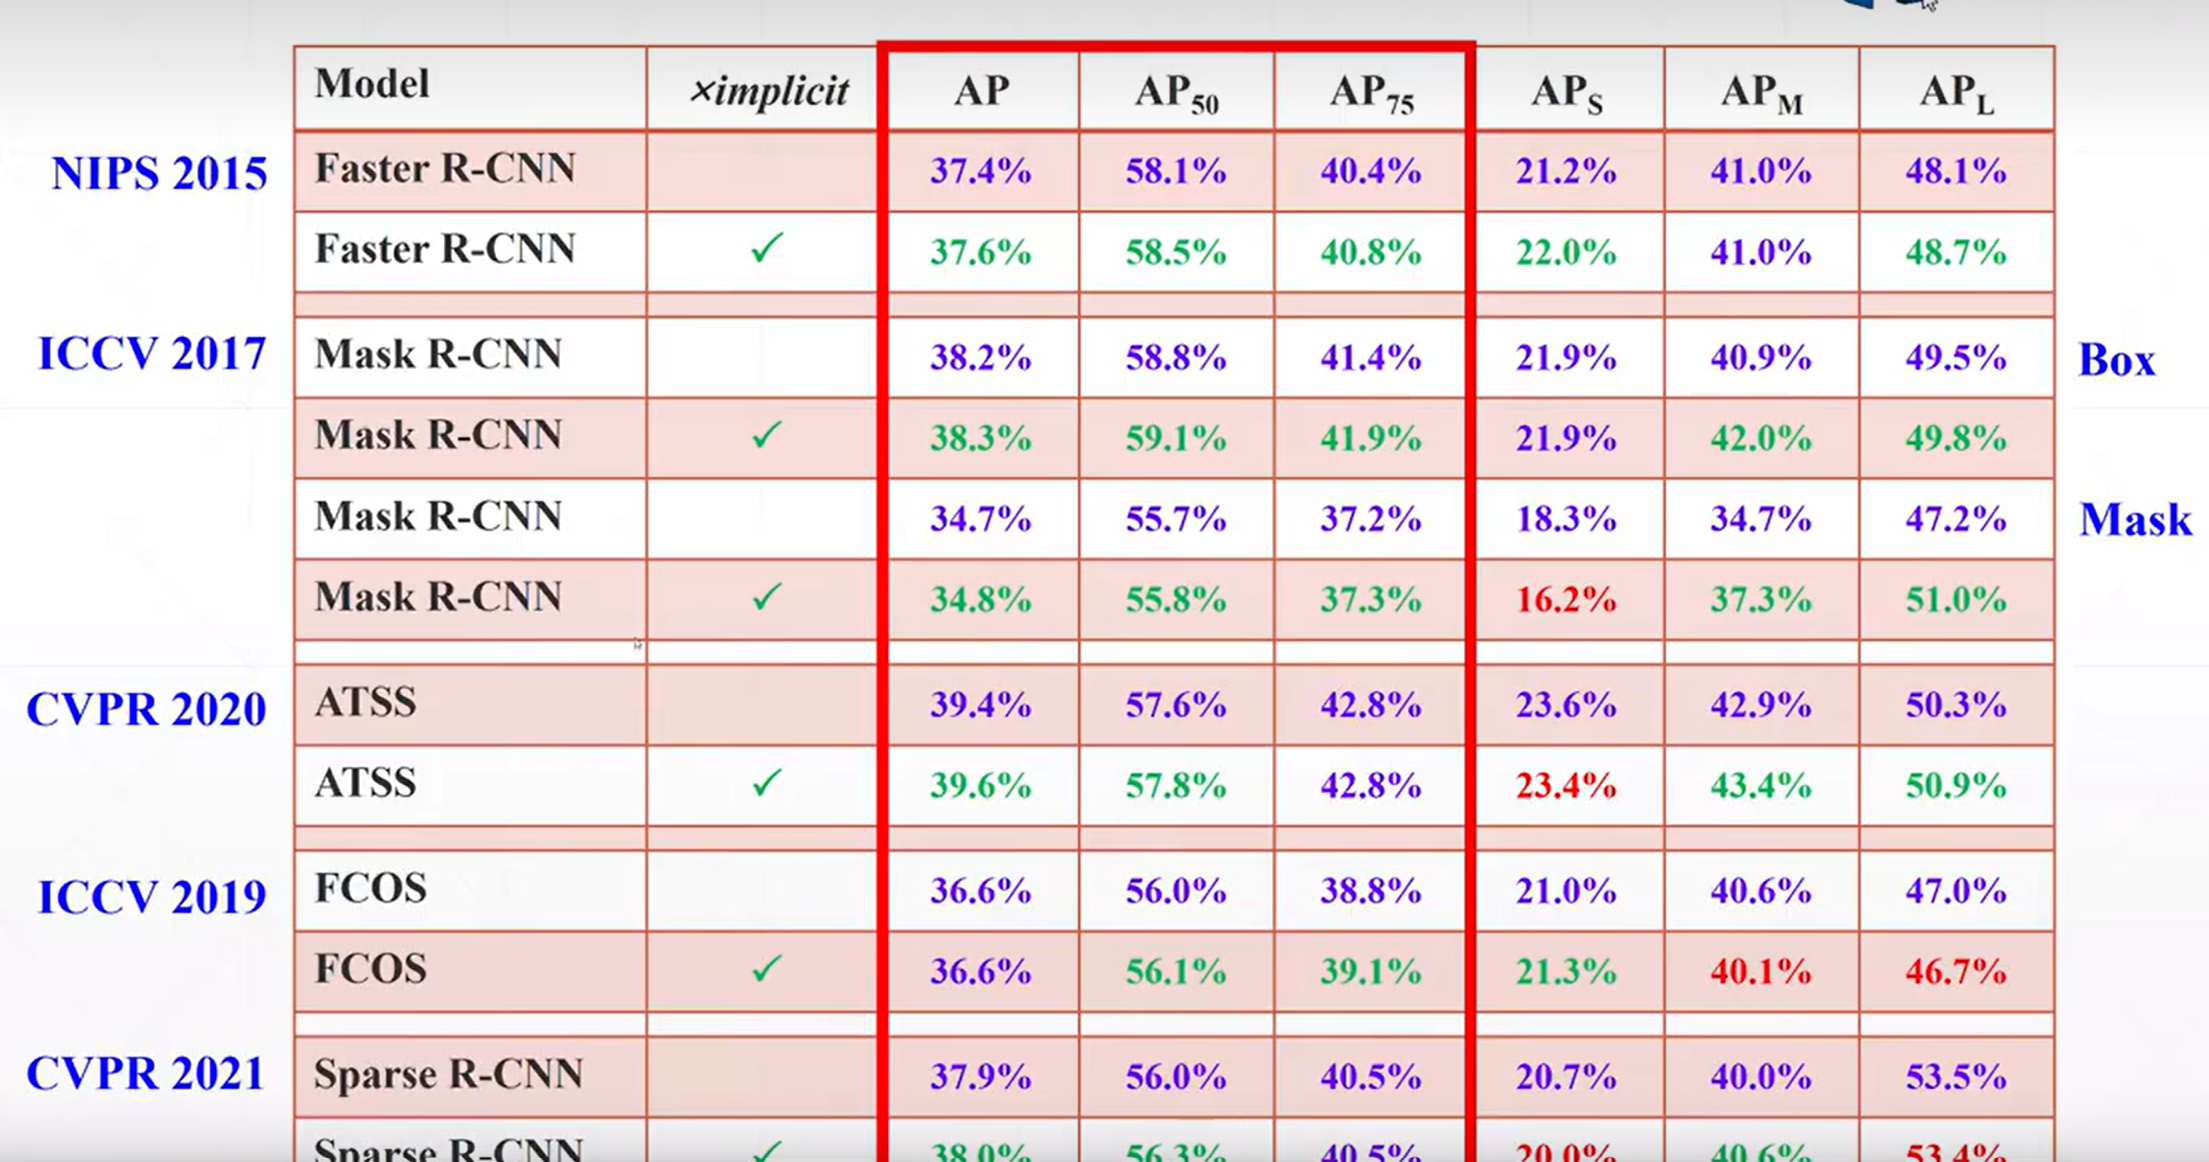 Model ×implicit AP AP50 AP75 APS APM APL
NIPS 2015 Faster R-CNN 37.4% 58.1% 40.4% 21.2% 41.0% 48.1%
Faster R-CNN ✓ 37.6% 58.5% 40.8% 22.0% 41.0% 48.7%
ICCV 2017 Mask R-CNN 38.2% 58.8% 41.4% 21.9% 40.9% 49.5% Box
Mask R-CNN ✓ 38.3% 59.1% 41.9% 21.9% 42.0% 49.8%
Mask R-CNN 34.7% 55.7% 37.2% 18.3% 34.7% 47.2% Mask
Mask R-CNN ✓ 34.8% 55.8% 37.3% 16.2% 37.3% 51.0%
CVPR 2020 ATSS 39.4% 57.6% 42.8% 23.6% 42.9% 50.3%
ATSS ✓ 39.6% 57.8% 42.8% 23.4% 43.4% 50.9%
ICCV 2019 FCOS 36.6% 56.0% 38.8% 21.0% 40.6% 47.0%
FCOS ✓ 36.6% 56.1% 39.1% 21.3% 40.1% 46.7%
CVPR 2021 Sparse R-CNN 37.9% 56.0% 40.5% 20.7% 40.0% 53.5%
Sparse R-CNN ✓ 38.0% 56.3% 40.5% 20.0% 40.6% 53.4%